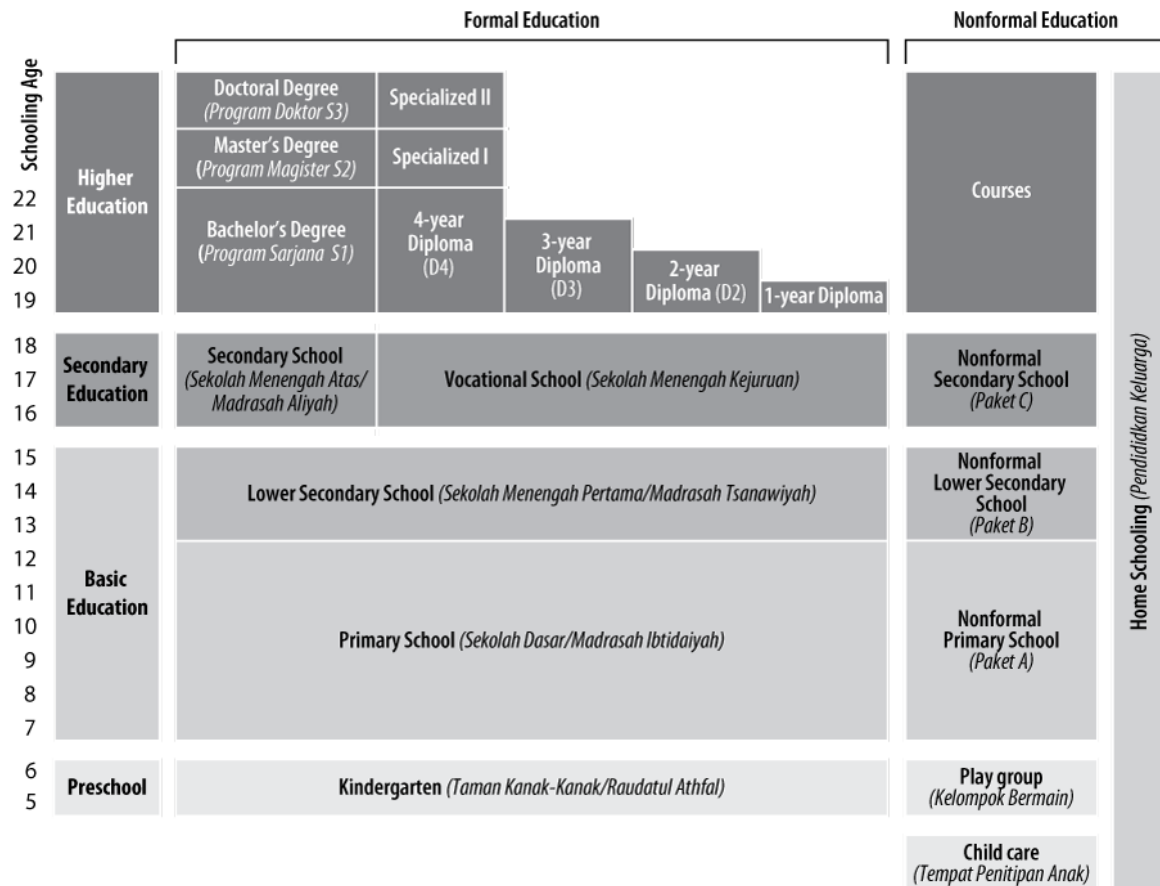 Formal Education
Nonformal Education
Schooling Age
22
21
20
19
18
17
16
15
14
13
12
11
10
9
8
7
6
5
Higher
Education
Doctoral Degree
(Program Doktor S3)
Specialized II
Master's Degree
(Program Magister S2)
Specialized I
Bachelor's Degree
(Program Sarjana S1)
4-year
Diploma
(D4)
3-year
Diploma
(D3)
2-year
Diploma (D2)
1-year Diploma
Courses
Secondary
Education
Secondary School
(Sekolah Menengah Atas/
Madrasah Aliyah)
Vocational School (Sekolah Menengah Kejuruan)
Nonformal
Secondary School
(Paket C)
Basic
Education
Lower Secondary School (Sekolah Menengah Pertama/Madrasah Tsanawiyah)
Nonformal
Lower Secondary
School
(Paket B)
Primary School (Sekolah Dasar/Madrasah Ibtidaiyah)
Nonformal
Primary School
(Paket A)
Preschool
Kindergarten (Taman Kanak-Kanak/Raudatul Athfal)
Play group
(Kelompok Bermain)
Child care
(Tempat Penitipan Anak)
Home Schooling (Pendididkan Keluarga)